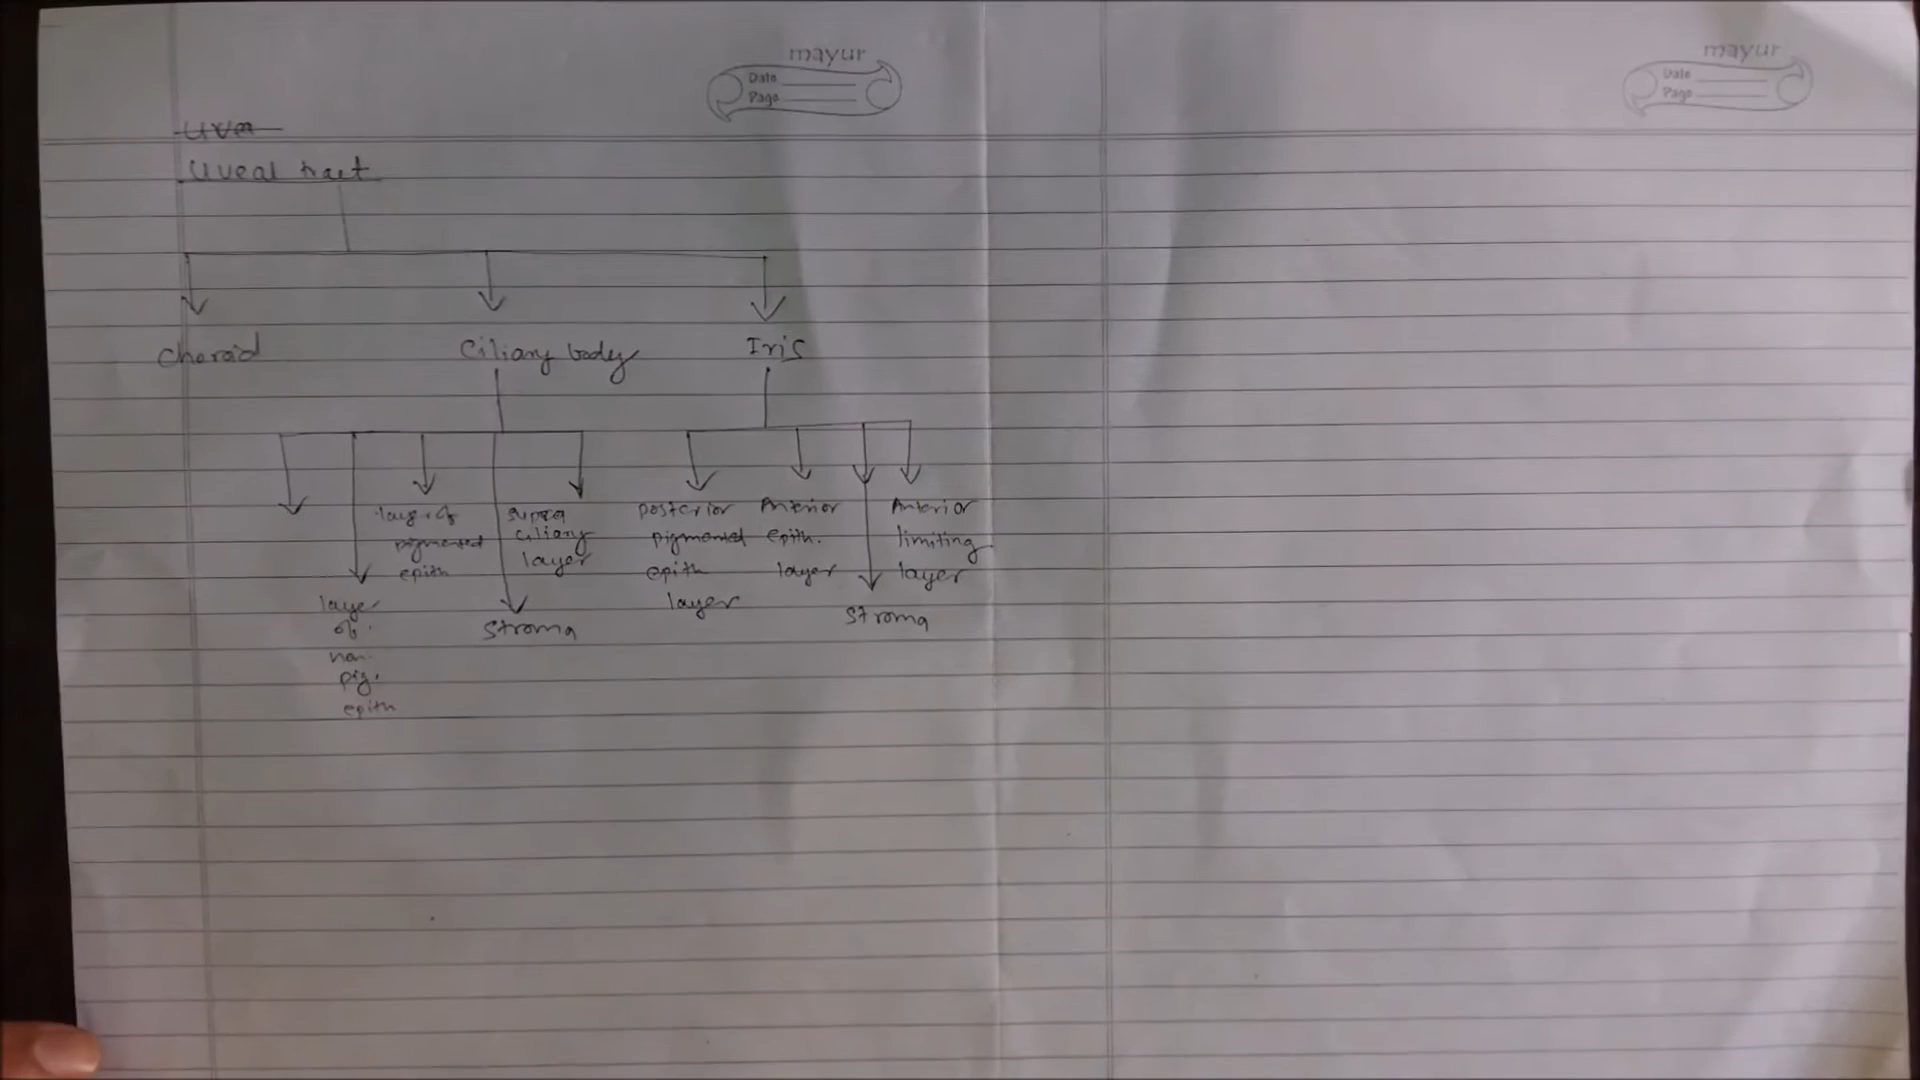 mayur
Date
Page
mayur
Date
Page
Uvea
Uveal tract
Choroid
Ciliary body
Iris
layer of
pigmented
epith
supra
ciliary
layer
posterior
pigmented
epith
layer
Anterior
epith.
layer
Anterior
limiting
layer
layer
of.
non.
pig.
epith
Stroma
Stroma